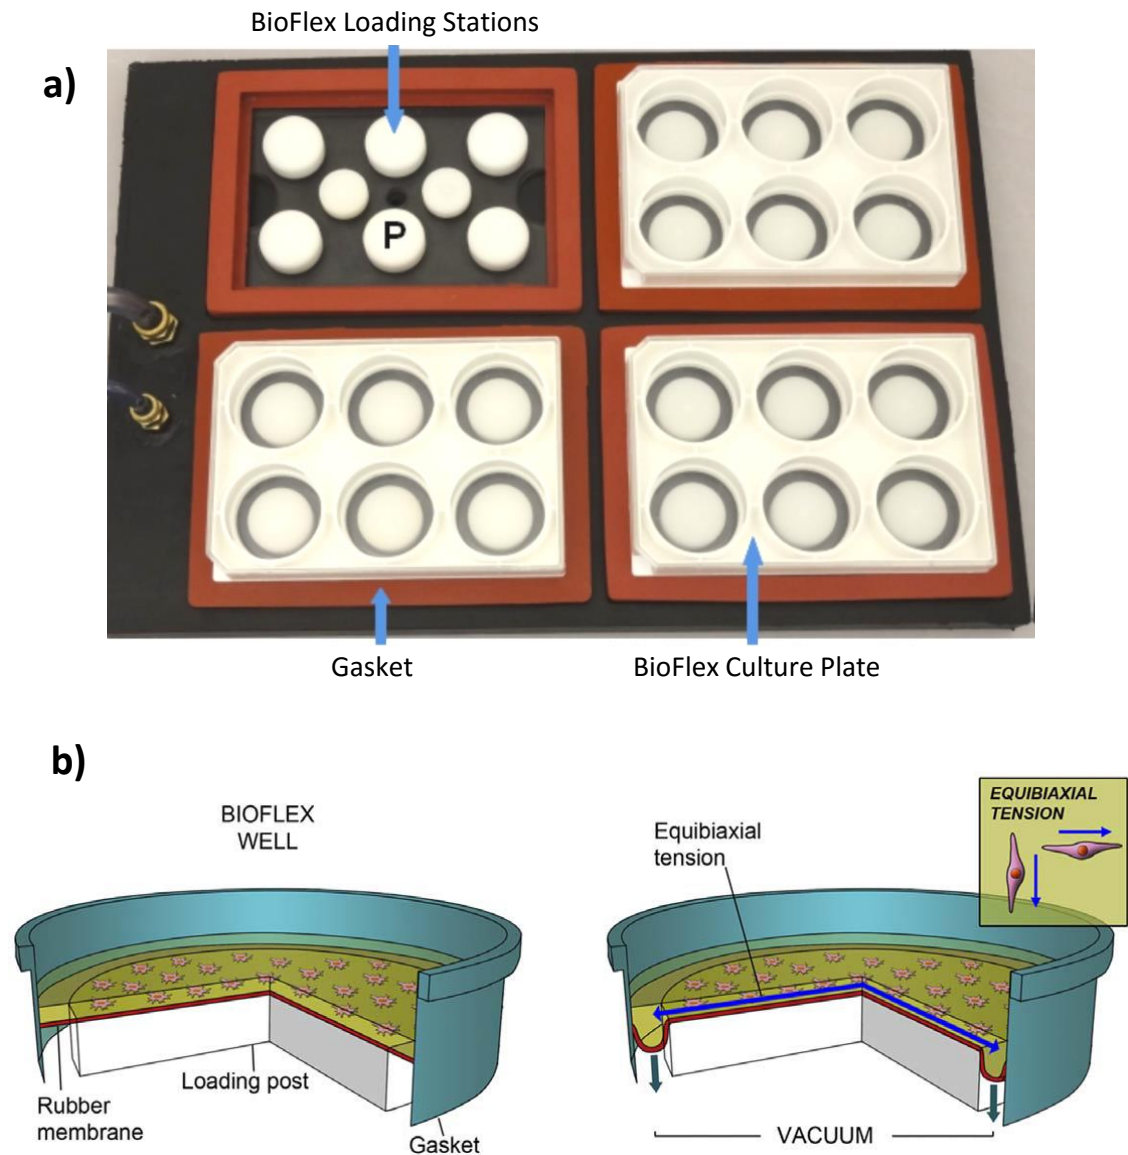 BioFlex Loading Stations
a)
P
Gasket
BioFlex Culture Plate
b)
BIOFLEX
WELL
Equibiaxial
tension
EQUIBIAXIAL
TENSION
Loading post
Rubber
membrane
Gasket
VACUUM